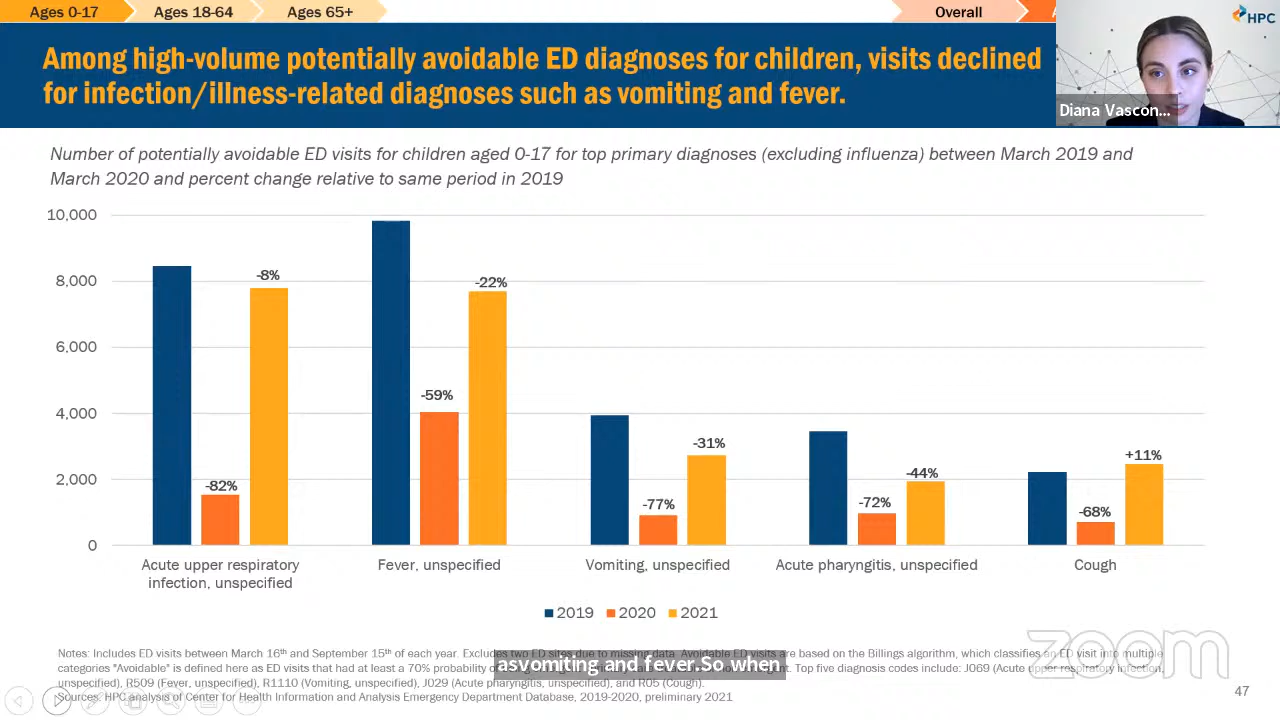 Ages 0-17
Ages 18-64
Ages 65+
Overall
HPC
Among high-volume potentially avoidable ED diagnoses for children, visits declined
for infection/illness-related diagnoses such as vomiting and fever.
Diana Vascon...
Number of potentially avoidable ED visits for children aged 0-17 for top primary diagnoses (excluding influenza) between March 2019 and
March 2020 and percent change relative to same period in 2019
10,000
8,000
6,000
4,000
2,000
0
-8%
-82%
-22%
-59%
-31%
-77%
-44%
-72%
+11%
-68%
Acute upper respiratory
infection, unspecified
Fever, unspecified
Vomiting, unspecified
Acute pharyngitis, unspecified
Cough
2019 2020 2021
zoom
Notes: Includes ED visits between March 16th and September 15th of each year. Excludes two ED sites due to missing data. Avoidable ED visits are based on the Billings algorithm, which classifies an ED visit into multiple
categories "Avoidable" is defined here as ED visits that had at least a 70% probability
Top five diagnosis codes include: J069 (Acute upper respiratory infection,
asvomiting and fever.So when
unspecified), R509 (Fever, unspecified), R1110 (Vomiting, unspecified), J029 (Acute pharyngitis, unspecified), and R05 (Cough).
Sources: HPC analysis of Center for Health Information and Analysis Emergency Department Database, 2019-2020, preliminary 2021
47